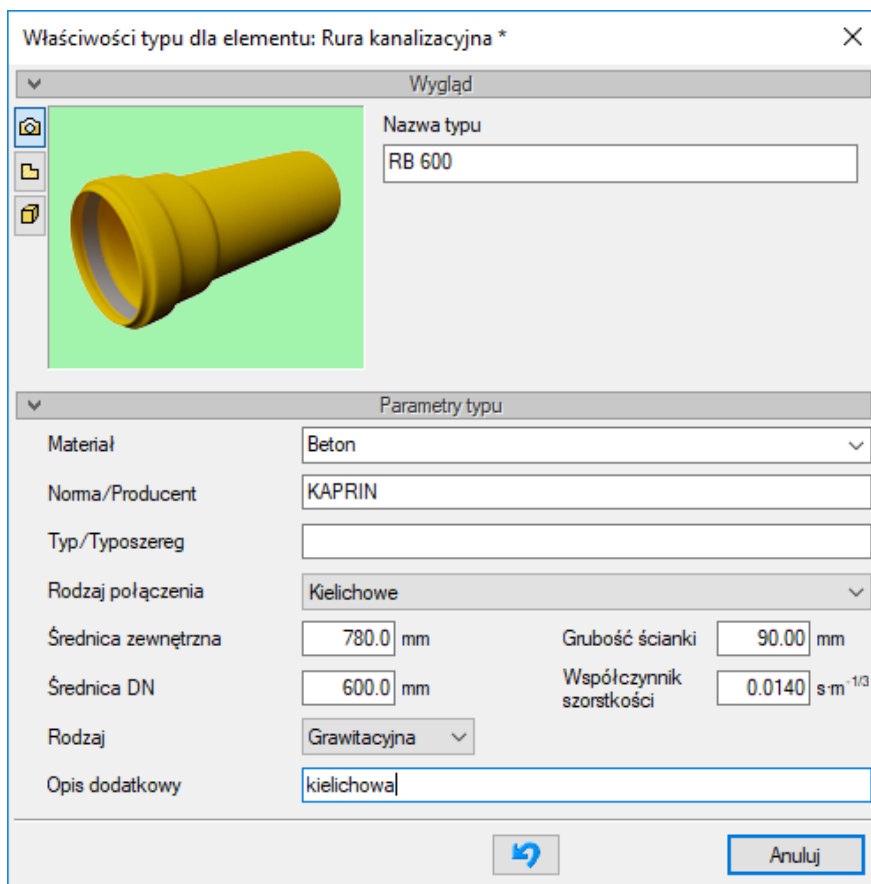 Właściwości typu dla elementu: Rura kanalizacyjna *
Wygląd
Nazwa typu
RB 600
Parametry typu
Materiał Beton
Norma/Producent KAPRIN
Typ/Typoszereg
Rodzaj połączenia Kielichowe
Średnica zewnętrzna 780.0 mm Grubość ścianki 90.00 mm
Średnica DN 600.0 mm Współczynnik szorstkości 0.0140 s·m⁻¹ᐟ³
Rodzaj Grawitacyjna
Opis dodatkowy kielichowa
Anuluj